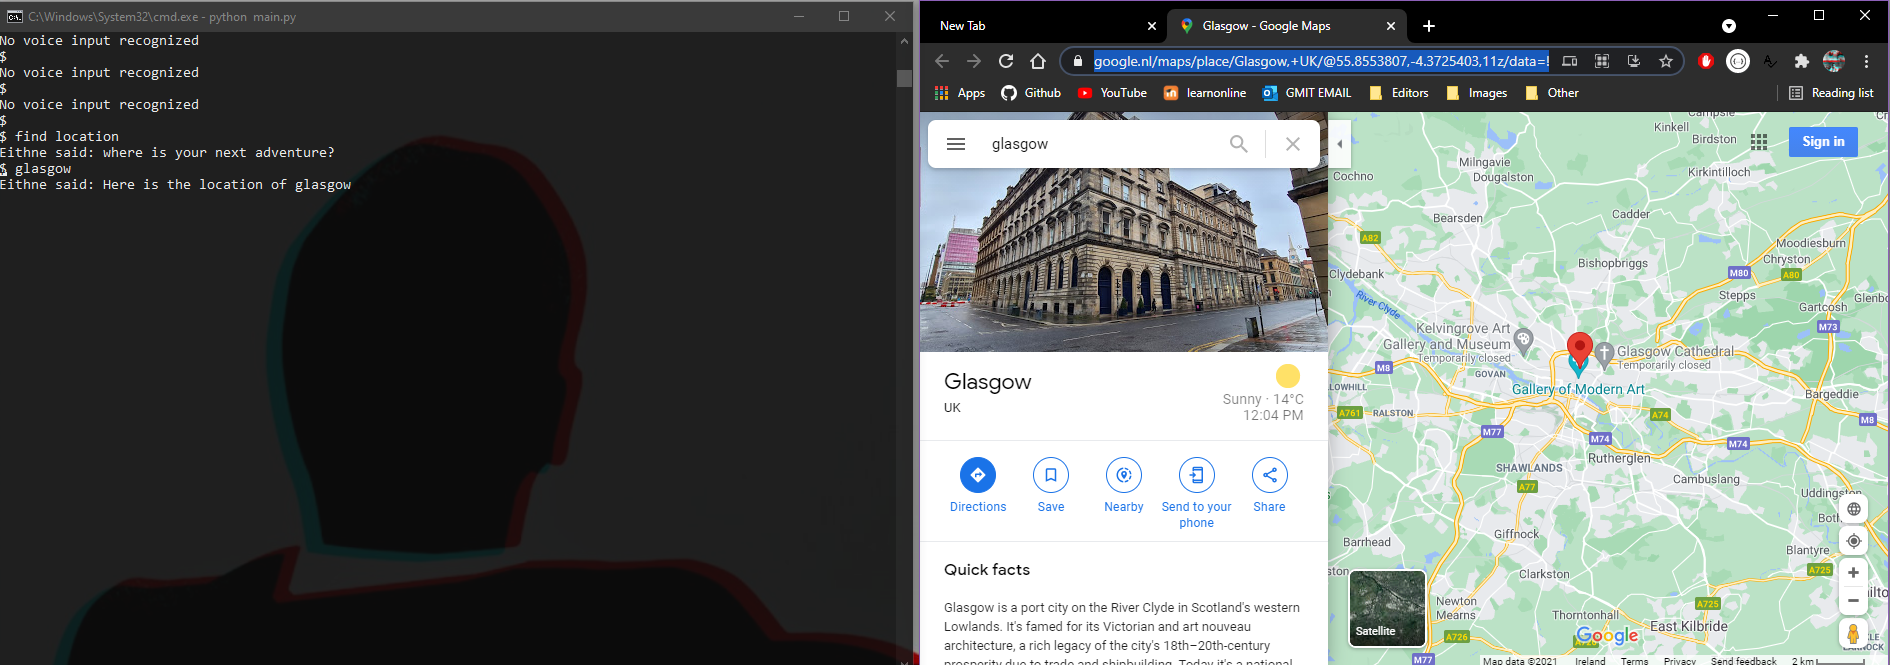 C:\Windows\System32\cmd.exe - python  main.py
No voice input recognized
$
No voice input recognized
$
No voice input recognized
$
$ find location
Eithne said: where is your next adventure?
$ glasgow
Eithne said: Here is the location of glasgow
New Tab
Glasgow - Google Maps
google.nl/maps/place/Glasgow,+UK/@55.8553807,-4.3725403,11z/data=!
Apps
Github
YouTube
learnonline
GMIT EMAIL
Editors
Images
Other
Reading list
glasgow
Glasgow
UK
Sunny · 14°C
12:04 PM
Directions
Save
Nearby
Send to your
phone
Share
Quick facts
Glasgow is a port city on the River Clyde in Scotland's western
Lowlands. It's famed for its Victorian and art nouveau
architecture, a rich legacy of the city's 18th–20th-century
prosperity due to trade and shipbuilding. Today it's a national
Sign in
Campsie
Kinkell
Birdston
Milngavie
Dougalston
Cochno
Kirkintilloch
Bearsden
Cadder
A82
Moodiesburn
Clydebank
Bishopbriggs
M80
Chryston
A80
River Clyde
Stepps
Gartcosh
Glenbo
M73
Kelvingrove Art
Gallery and Museum
Temporarily closed
Glasgow Cathedral
Temporarily closed
M8
GOVAN
LOWHILL
Gallery of Modern Art
Bargeddie
A761
RALSTON
A74
M8
M77
M74
M74
Rutherglen
SHAWLANDS
A77
Cambuslang
Uddingston
Both
Giffnock
Barrhead
Blantyre
A725
Clarkston
Newton
Mearns
A725
Thorntonhall
East Kilbride
A726
A726
M77
Satellite
Google
Map data ©2021
Ireland
Terms
Privacy
Send feedback
2 km